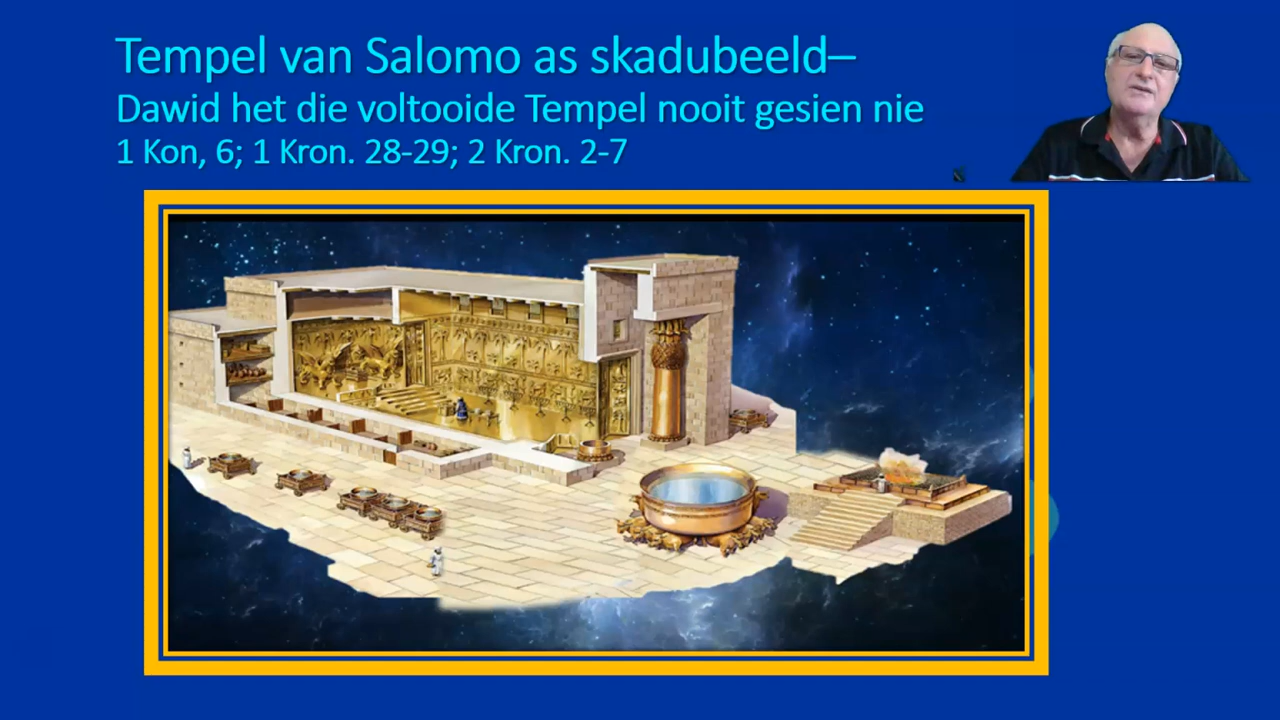 Tempel van Salomo as skadubeeld–
Dawid het die voltooide Tempel nooit gesien nie
1 Kon, 6; 1 Kron. 28-29; 2 Kron. 2-7